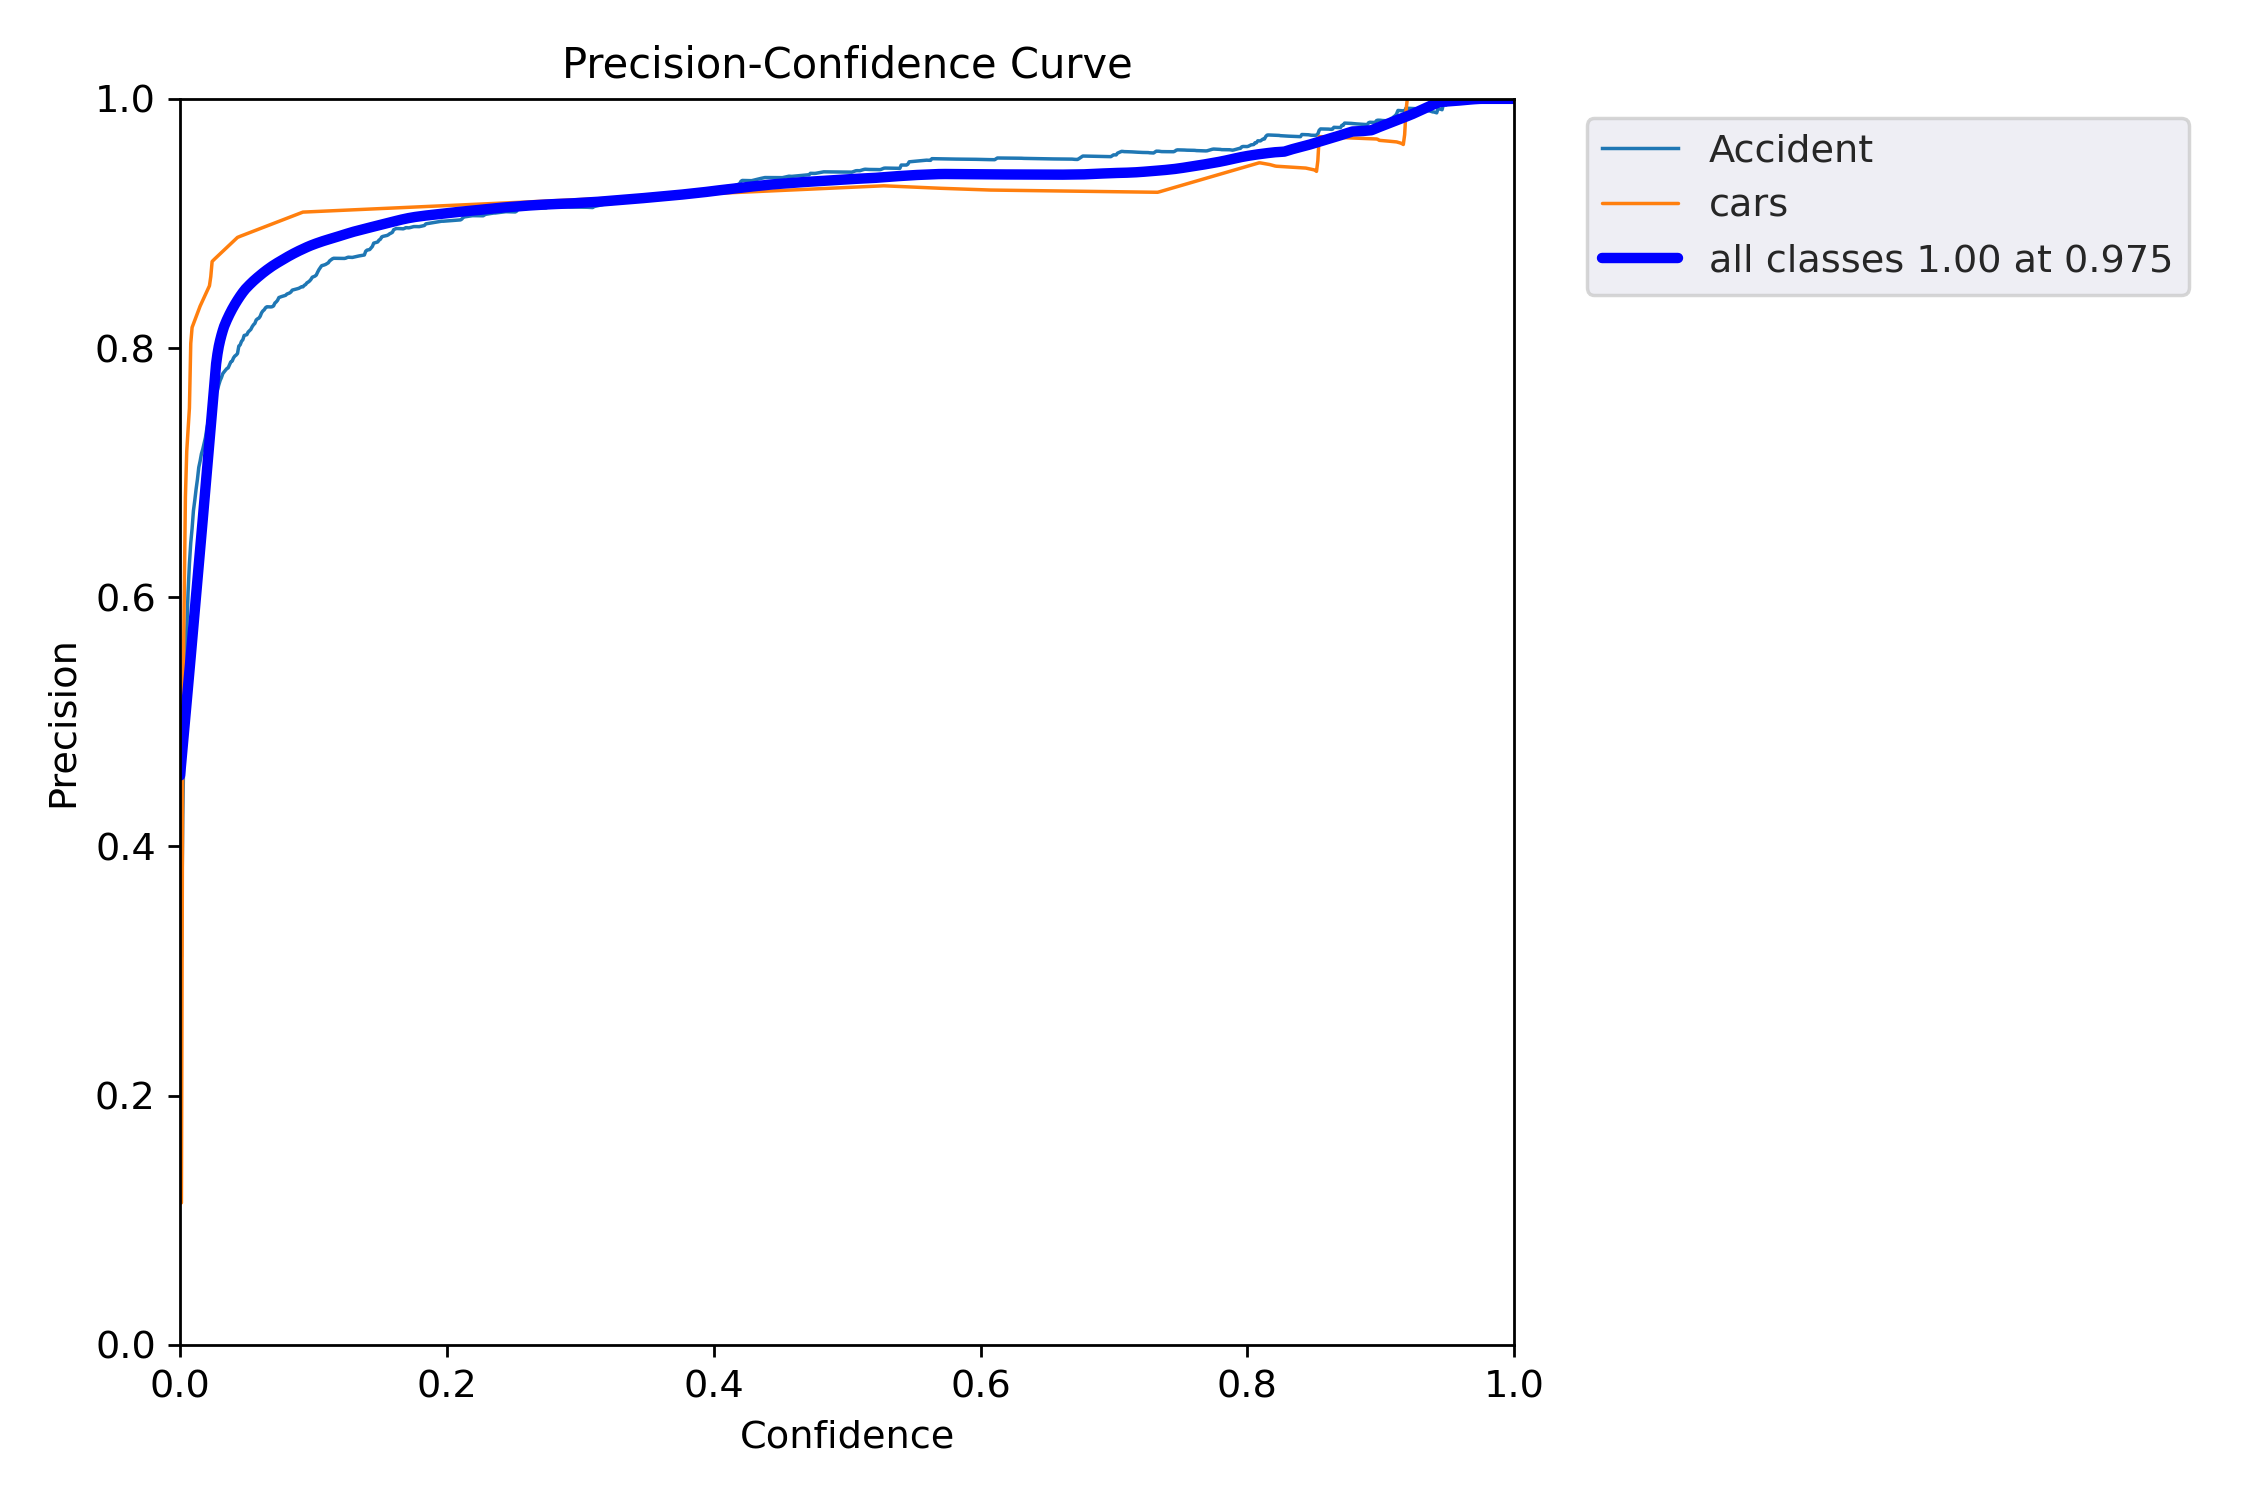 Precision-Confidence Curve
1.0
0.8
0.6
0.4
0.2
0.0
Precision
0.0 0.2 0.4 0.6 0.8 1.0
Confidence
Accident
cars
all classes 1.00 at 0.975